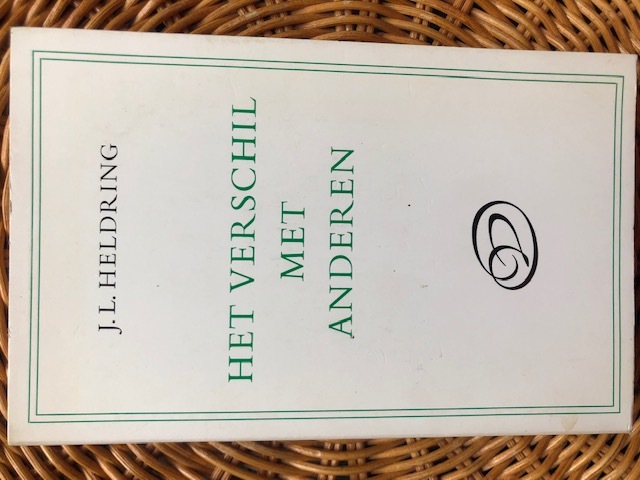 J. L. HELDRING
HET VERSCHIL
MET
ANDEREN